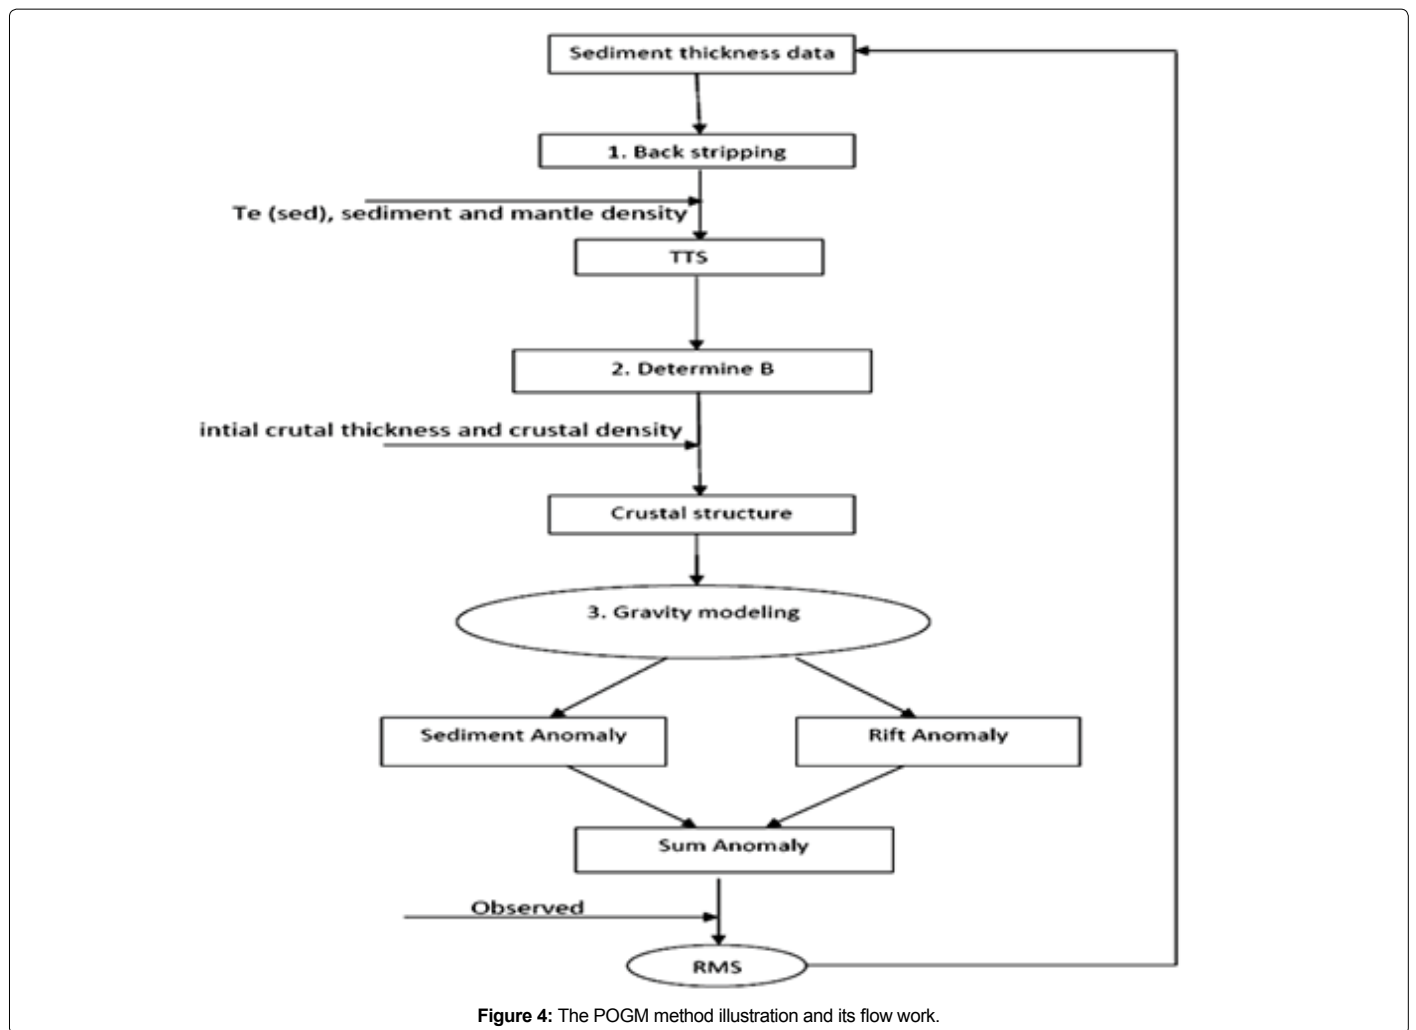 Sediment thickness data
1. Back stripping
Te (sed), sediment and mantle density
TTS
2. Determine B
intial crutal thickness and crustal density
Crustal structure
3. Gravity modeling
Sediment Anomaly
Rift Anomaly
Sum Anomaly
Observed
RMS
Figure 4: The POGM method illustration and its flow work.